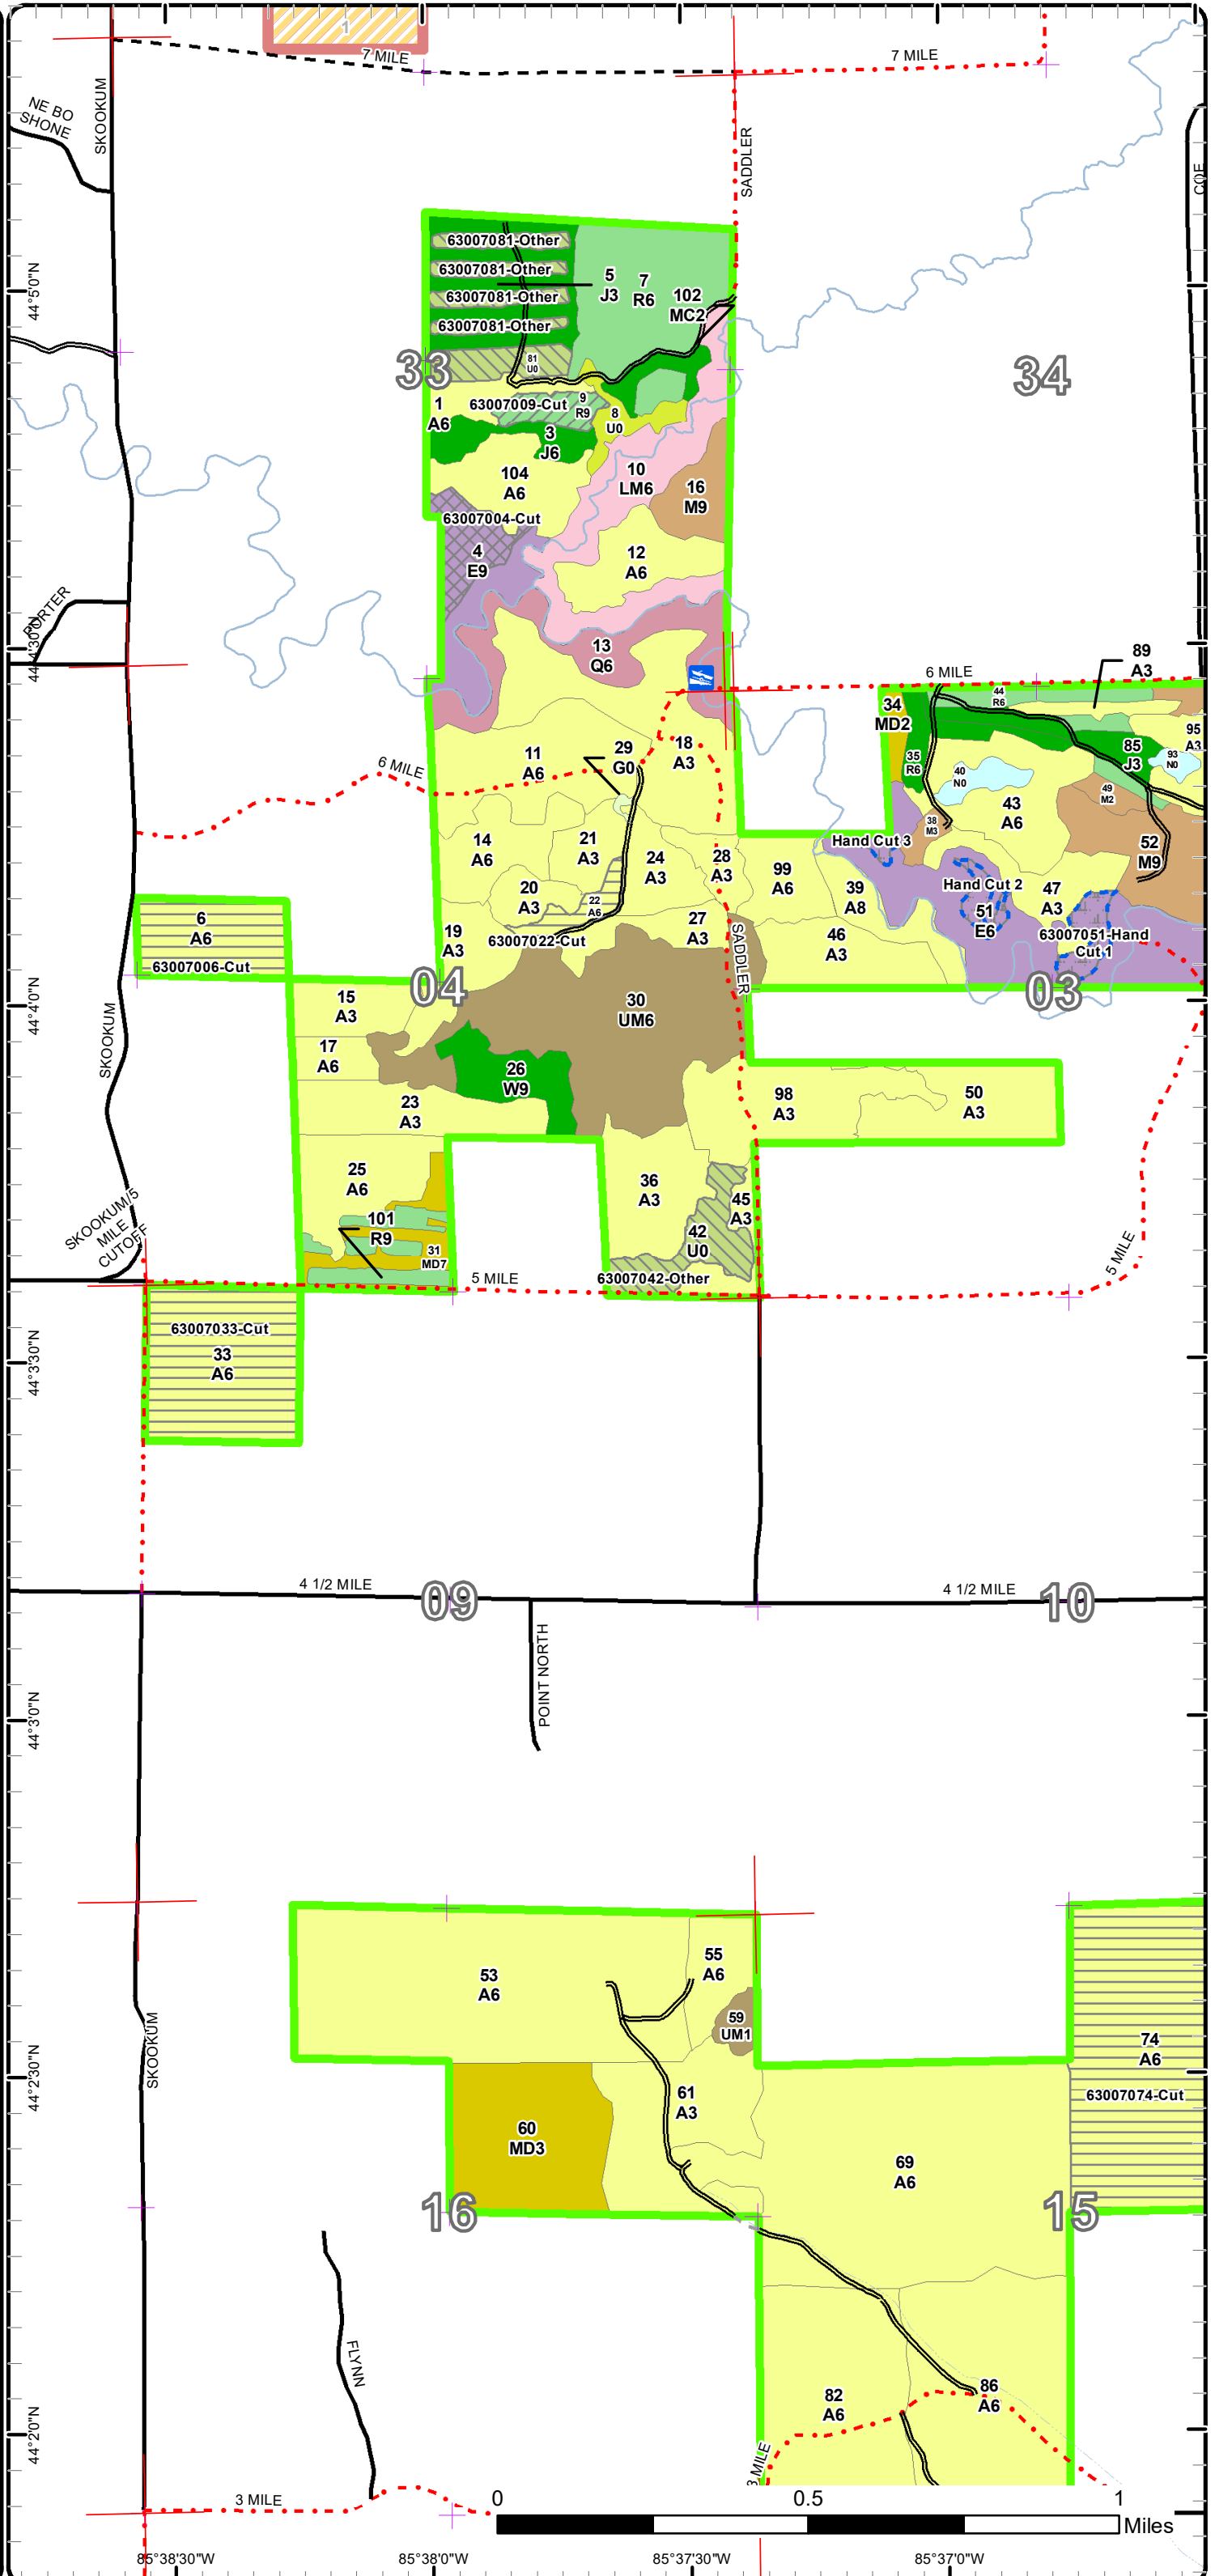 1
7 MILE
7 MILE
NE BO
SHONE
SKOOKUM
SADDLER
COE
44°5'0"N
63007081-Other
63007081-Other
63007081-Other
63007081-Other
5
J3
7
R6
102
MC2
81
U0
33
34
1
A6
63007009-Cut
9
R9
8
U0
3
J6
104
A6
10
LM6
16
M9
63007004-Cut
4
E9
12
A6
PORTER
44°4'30"N
13
Q6
89
A3
6 MILE
44
R6
34
MD2
95
A3
85
J3
93
N0
35
R6
40
N0
49
M2
43
A6
38
M3
11
A6
29
G0
18
A3
6 MILE
14
A6
21
A3
24
A3
28
A3
99
A6
39
A8
Hand Cut 3
52
M9
Hand Cut 2
51
E6
47
A3
63007051-Hand
Cut 1
20
A3
22
A6
6
A6
63007006-Cut
19
A3
63007022-Cut
27
A3
46
A3
SADDLER
04
03
44°4'0"N
15
A3
30
UM6
SKOOKUM
17
A6
26
W9
23
A3
98
A3
50
A3
25
A6
36
A3
45
A3
42
U0
101
R9
31
MD7
SKOOKUM/5
MILE
CUTOFF
5 MILE
63007042-Other
5 MILE
63007033-Cut
33
A6
44°3'30"N
4 1/2 MILE
4 1/2 MILE
09
10
POINT NORTH
44°3'0"N
53
A6
55
A6
59
UM1
74
A6
63007074-Cut
SKOOKUM
44°2'30"N
61
A3
60
MD3
69
A6
16
15
FLYNN
82
A6
86
A6
44°2'0"N
3 MILE
3 MILE
0
0.5
1
Miles
85°38'30"W
85°38'0"W
85°37'30"W
85°37'0"W